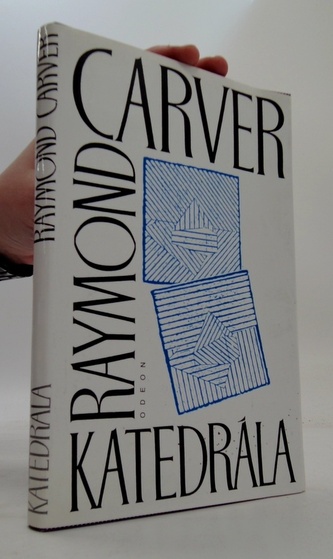 CARVER
RAYMOND
ODEON
KATEDRÁLA
RAYMOND CARVER
KATEDRÁLA